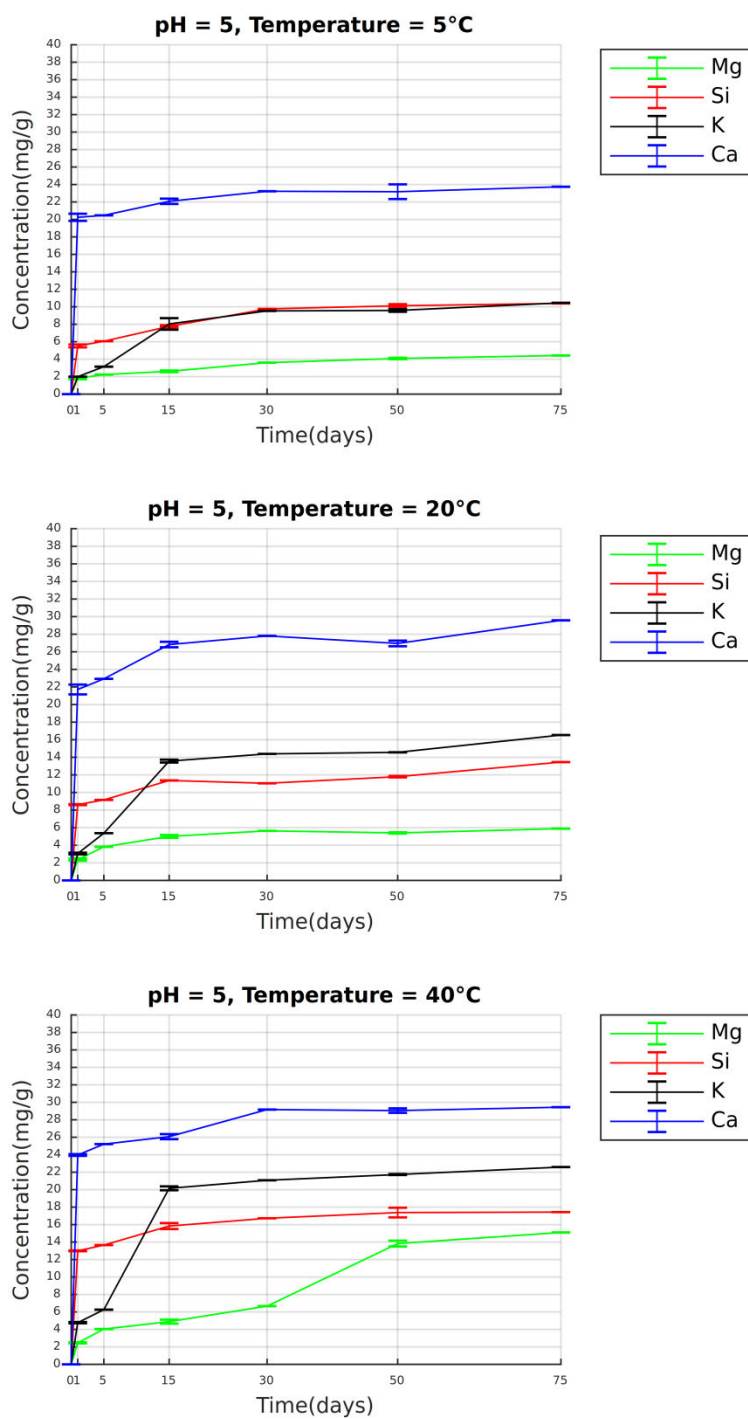 pH = 5, Temperature = 5°C
40
38
36
34
32
30
28
26
24
22
20
18
16
14
12
10
8
6
4
2
0
Concentration(mg/g)
01 5 15 30 50 75
Time(days)
Mg
Si
K
Ca
pH = 5, Temperature = 20°C
40
38
36
34
32
30
28
26
24
22
20
18
16
14
12
10
8
6
4
2
0
Concentration(mg/g)
01 5 15 30 50 75
Time(days)
Mg
Si
K
Ca
pH = 5, Temperature = 40°C
40
38
36
34
32
30
28
26
24
22
20
18
16
14
12
10
8
6
4
2
0
Concentration(mg/g)
01 5 15 30 50 75
Time(days)
Mg
Si
K
Ca